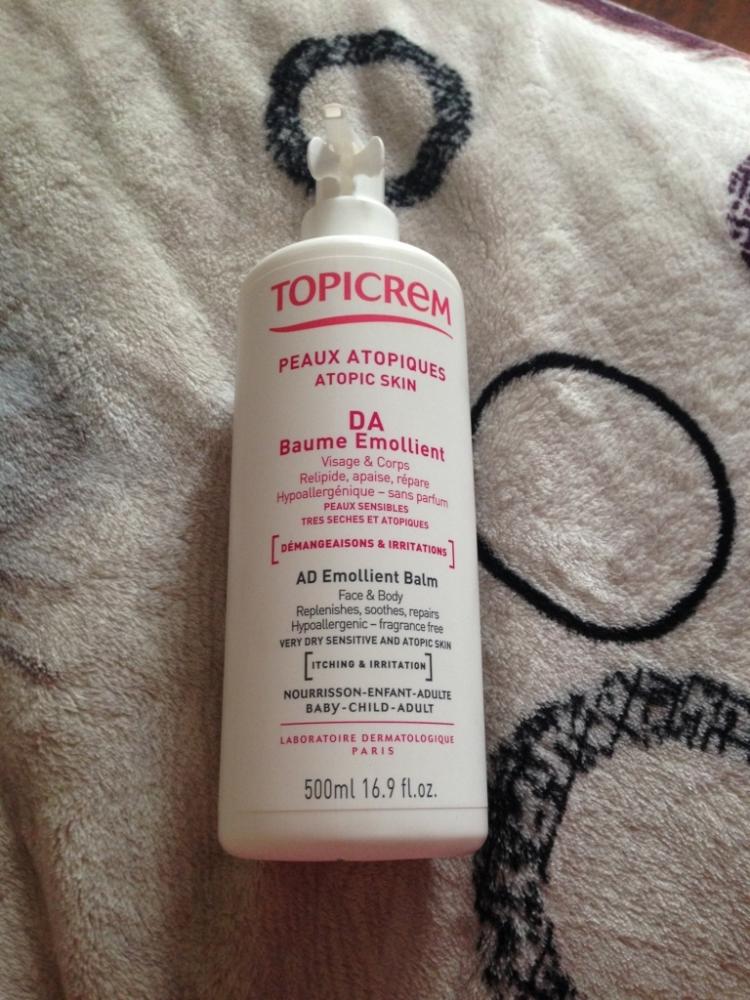 TOPICREM
PEAUX ATOPIQUES
ATOPIC SKIN
DA
Baume Emollient
Visage & Corps
Relipide, apaise, répare
Hypoallergénique – sans parfum
PEAUX SENSIBLES
TRES SECHES ET ATOPIQUES
[DÉMANGEAISONS & IRRITATIONS]
AD Emollient Balm
Face & Body
Replenishes, soothes, repairs
Hypoallergenic – fragrance free
VERY DRY SENSITIVE AND ATOPIC SKIN
[ITCHING & IRRITATION]
NOURRISSON-ENFANT-ADULTE
BABY-CHILD-ADULT
LABORATOIRE DERMATOLOGIQUE
PARIS
500ml 16.9 fl.oz.